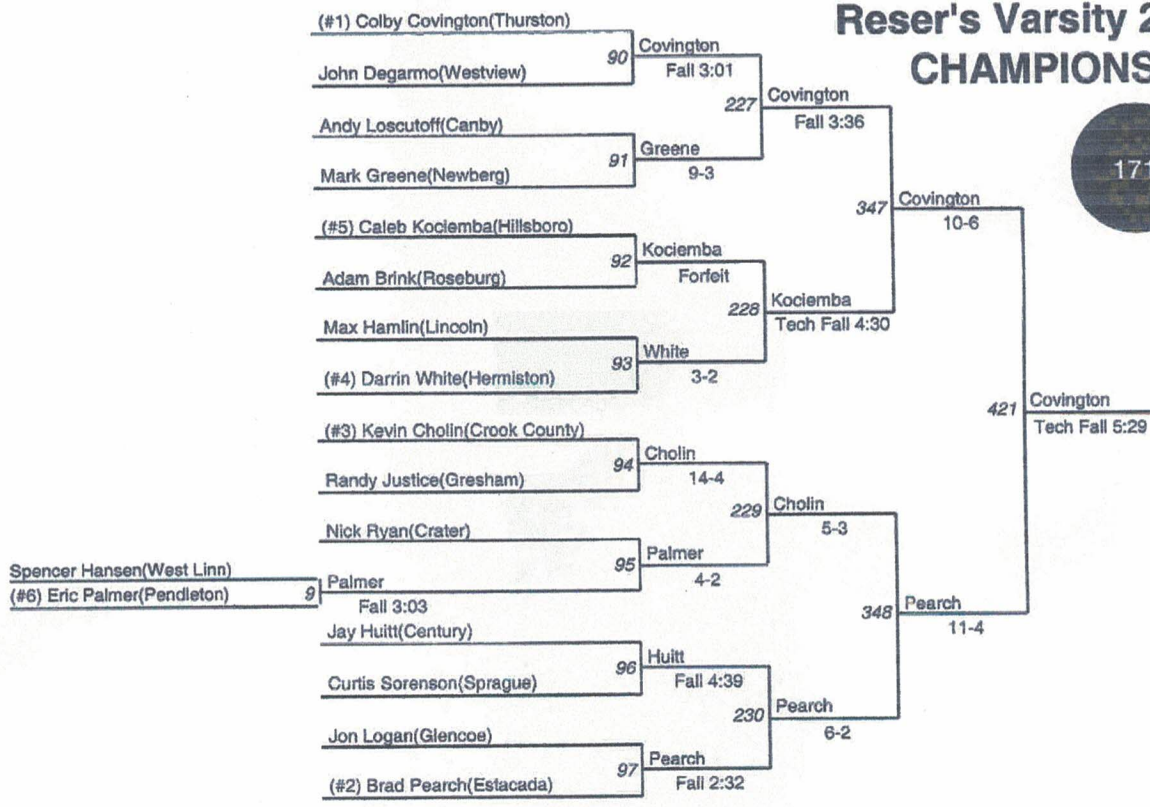 Reser's Varsity 2
CHAMPIONS
171
(#1) Colby Covington(Thurston)
90
Covington
Fall 3:01
John Degarmo(Westview)
227
Covington
Fall 3:36
Andy Loscutoff(Canby)
91
Greene
9-3
Mark Greene(Newberg)
347
Covington
10-6
(#5) Caleb Kociemba(Hillsboro)
92
Kociemba
Forfeit
Adam Brink(Roseburg)
228
Kociemba
Tech Fall 4:30
Max Hamlin(Lincoln)
93
White
3-2
(#4) Darrin White(Hermiston)
421
Covington
Tech Fall 5:29
(#3) Kevin Cholin(Crook County)
94
Cholin
14-4
Randy Justice(Gresham)
229
Cholin
5-3
Nick Ryan(Crater)
95
Palmer
4-2
Spencer Hansen(West Linn)
(#6) Eric Palmer(Pendleton)
9
Palmer
Fall 3:03
348
Pearch
11-4
Jay Huitt(Century)
96
Huitt
Fall 4:39
Curtis Sorenson(Sprague)
230
Pearch
6-2
Jon Logan(Glencoe)
97
Pearch
Fall 2:32
(#2) Brad Pearch(Estacada)